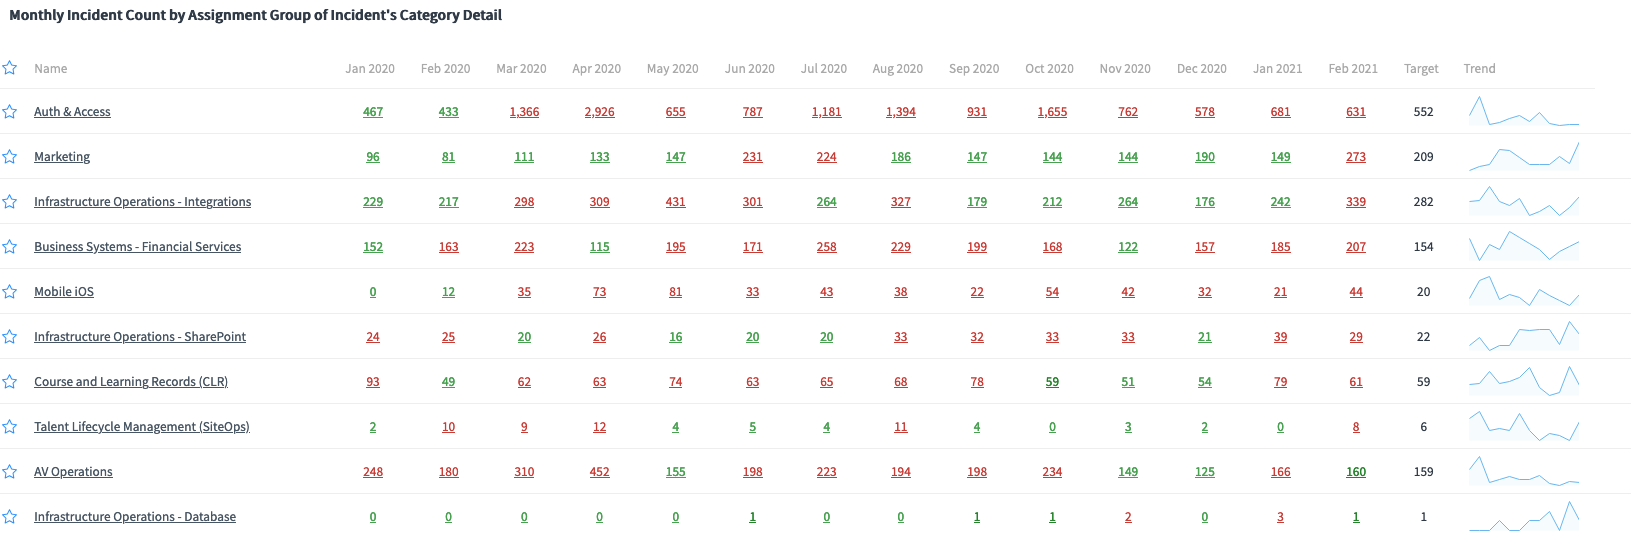 Monthly Incident Count by Assignment Group of Incident's Category Detail
Name Jan 2020 Feb 2020 Mar 2020 Apr 2020 May 2020 Jun 2020 Jul 2020 Aug 2020 Sep 2020 Oct 2020 Nov 2020 Dec 2020 Jan 2021 Feb 2021 Target Trend
Auth & Access 467 433 1,366 2,926 655 787 1,181 1,394 931 1,655 762 578 681 631 552
Marketing 96 81 111 133 147 231 224 186 147 144 144 190 149 273 209
Infrastructure Operations - Integrations 229 217 298 309 431 301 264 327 179 212 264 176 242 339 282
Business Systems - Financial Services 152 163 223 115 195 171 258 229 199 168 122 157 185 207 154
Mobile iOS 0 12 35 73 81 33 43 38 22 54 42 32 21 44 20
Infrastructure Operations - SharePoint 24 25 20 26 16 20 20 33 32 33 33 21 39 29 22
Course and Learning Records (CLR) 93 49 62 63 74 63 65 68 78 59 51 54 79 61 59
Talent Lifecycle Management (SiteOps) 2 10 9 12 4 5 4 11 4 0 3 2 0 8 6
AV Operations 248 180 310 452 155 198 223 194 198 234 149 125 166 160 159
Infrastructure Operations - Database 0 0 0 0 0 1 0 0 1 1 2 0 3 1 1